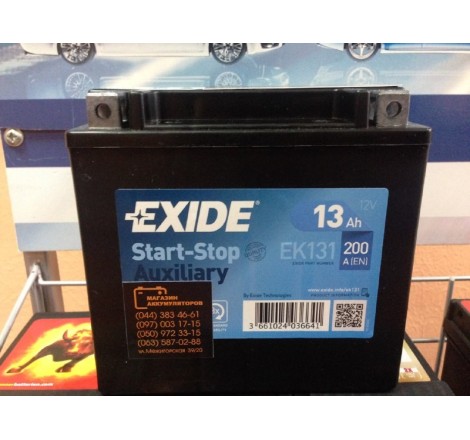 EXIDE
12V
13 Ah
Start-Stop
Auxiliary
EK131
200
A (EN)
МАГАЗИН
АККУМУЛЯТОРОВ
(044) 383 46-61
(097) 003 17-15
(050) 972 33-15
(063) 587-02-88
3 661024 036641